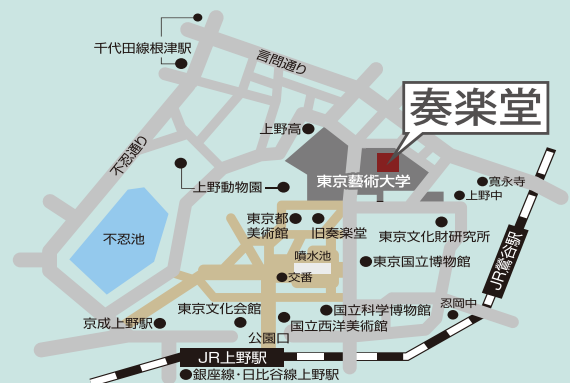 千代田線根津駅
言問通り
奏楽堂
不忍通り
上野高
東京藝術大学
上野動物園
寛永寺
上野中
東京都
美術館
旧奏楽堂
東京文化財研究所
不忍池
噴水池
東京国立博物館
JR鶯谷駅
交番
東京文化会館
国立科学博物館
忍岡中
京成上野駅
国立西洋美術館
公園口
JR上野駅
銀座線・日比谷線上野駅